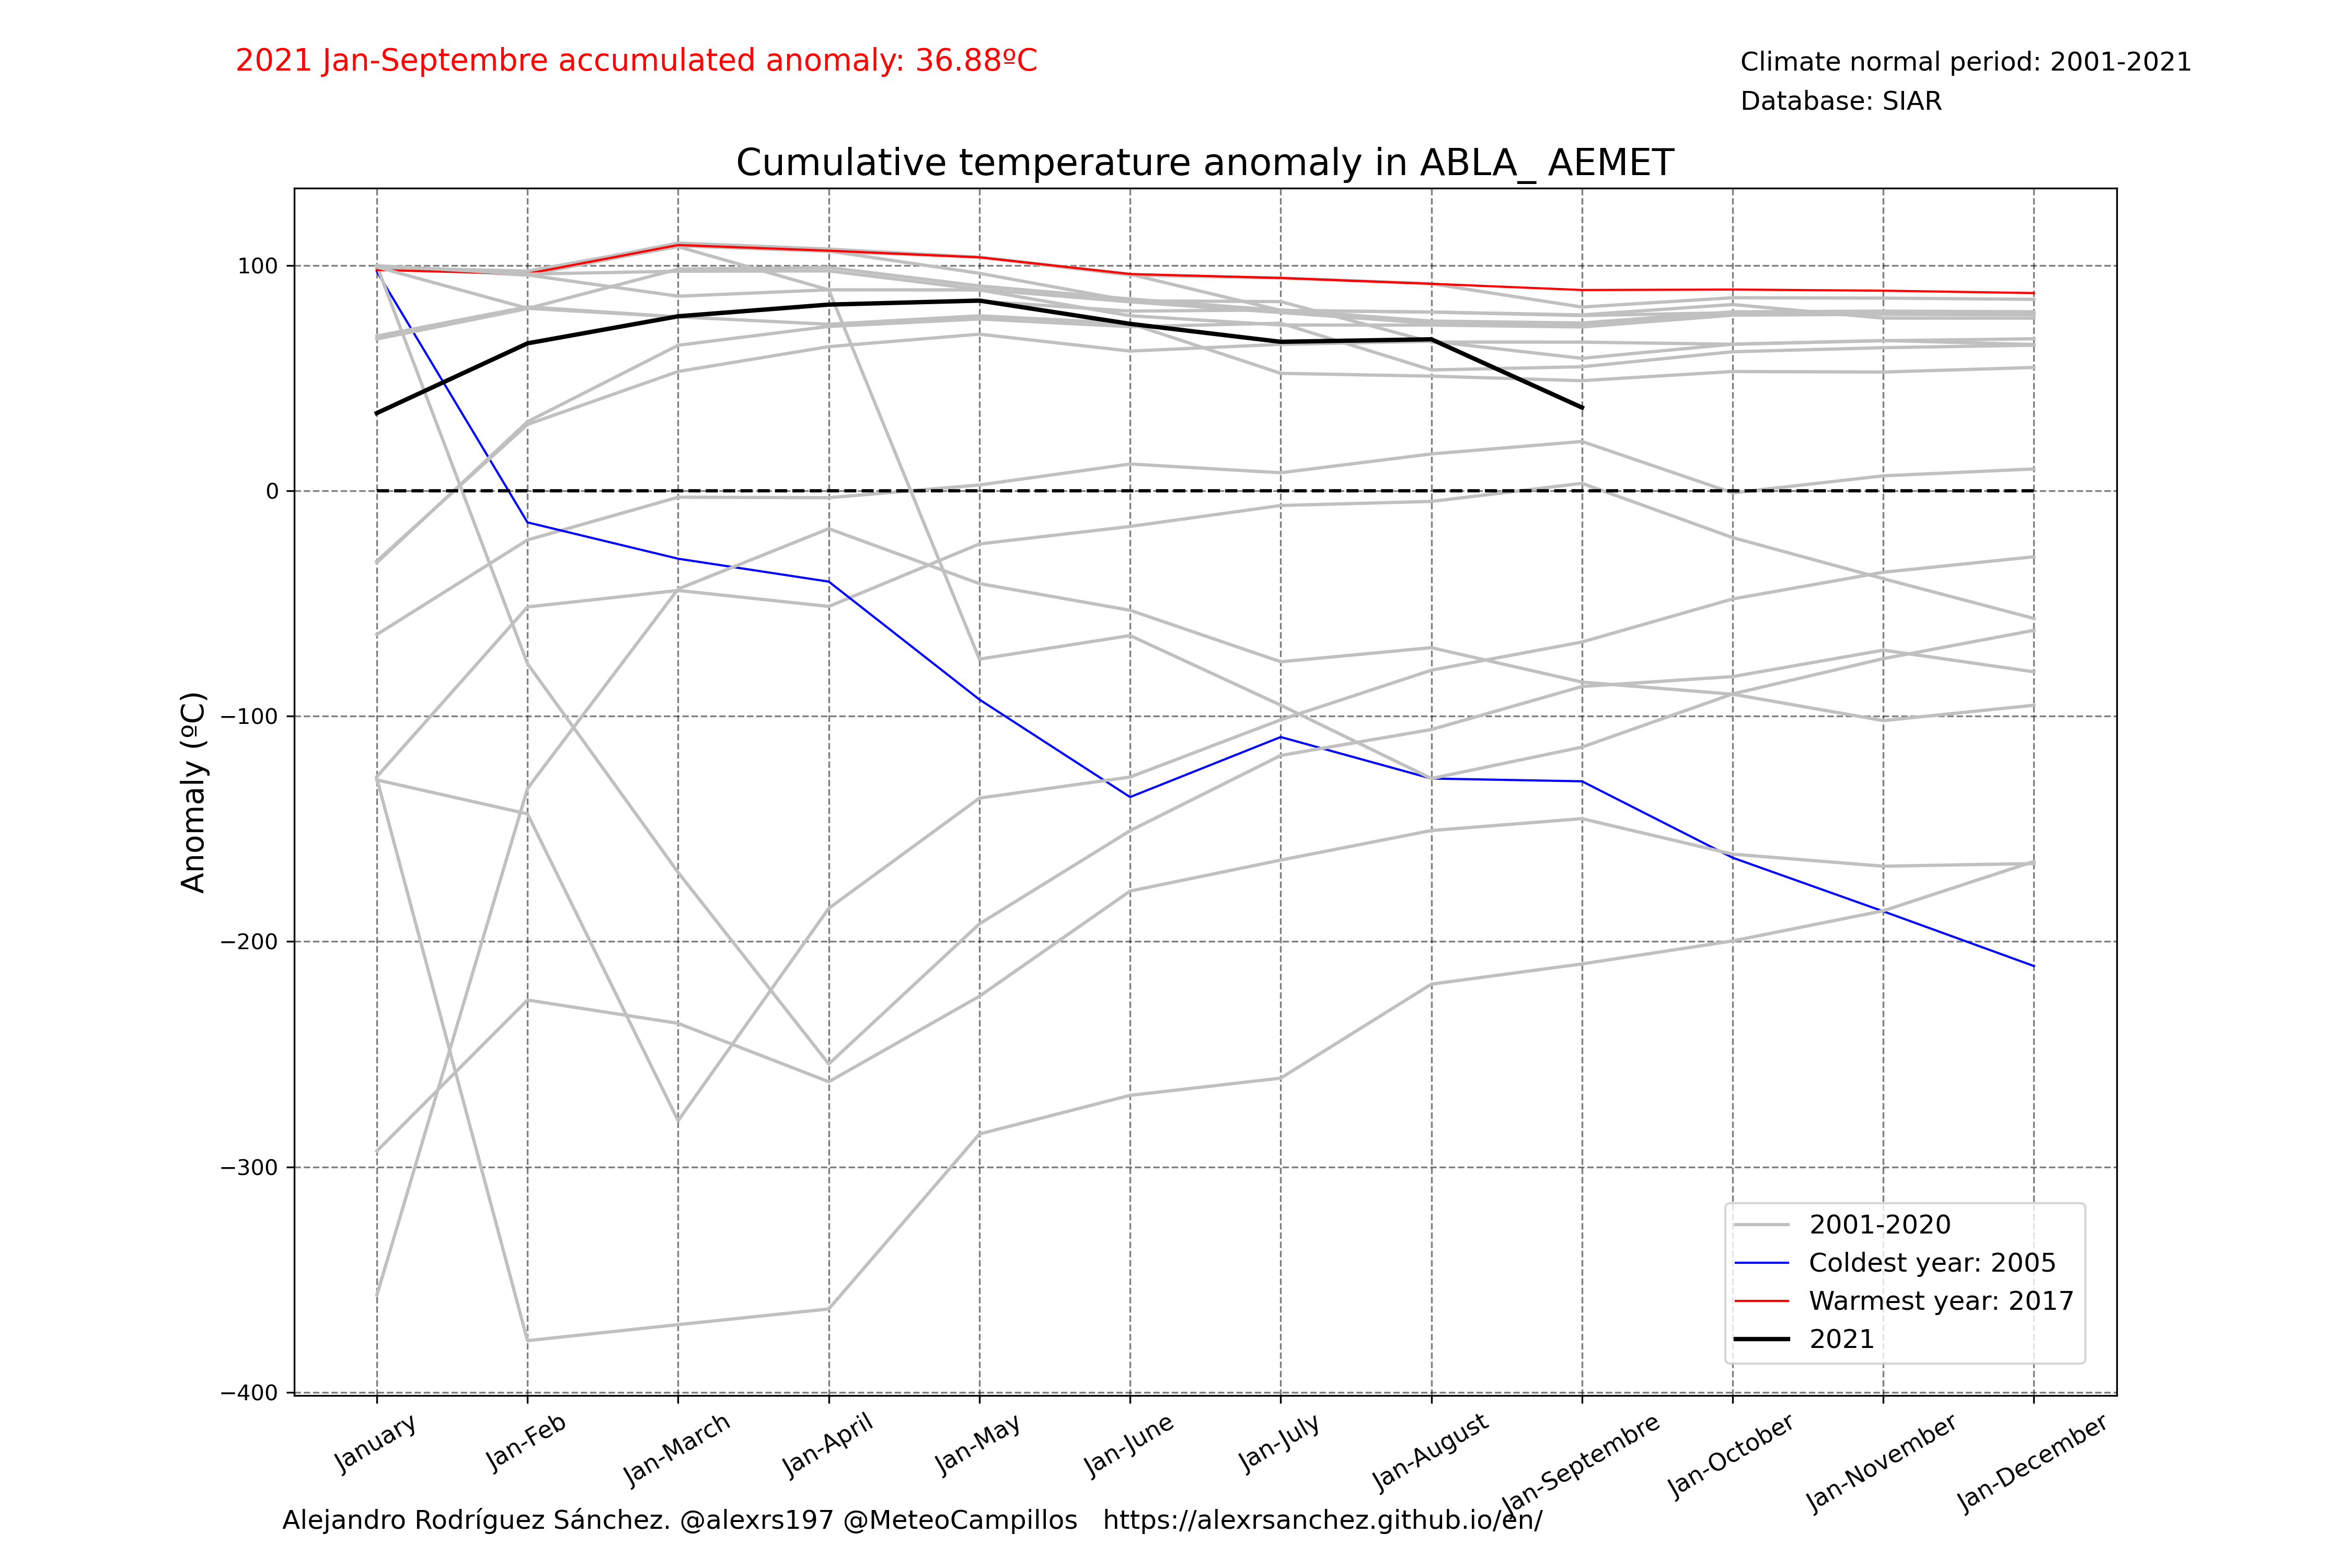 2021 Jan-Septembre accumulated anomaly: 36.88ºC
Climate normal period: 2001-2021
Database: SIAR
Cumulative temperature anomaly in ABLA_ AEMET
Anomaly (ºC)
100
0
−100
−200
−300
−400
2001-2020
Coldest year: 2005
Warmest year: 2017
2021
January
Jan-Feb
Jan-March
Jan-April
Jan-May
Jan-June
Jan-July
Jan-August
Jan-Septembre
Jan-October
Jan-November
Jan-December
Alejandro Rodríguez Sánchez. @alexrs197 @MeteoCampillos   https://alexrsanchez.github.io/en/